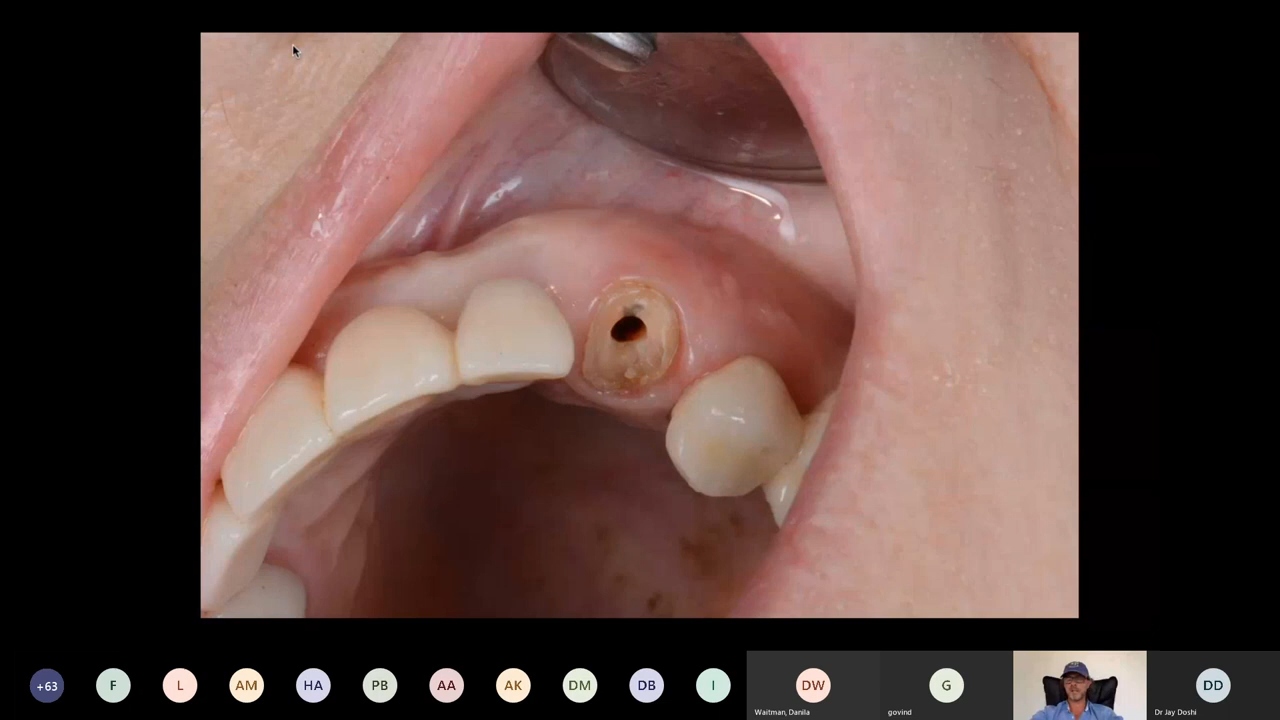 +63
F
L
AM
HA
PB
AA
AK
DM
DB
I
DW
Waitman, Danila
G
govind
DD
Dr Jay Doshi